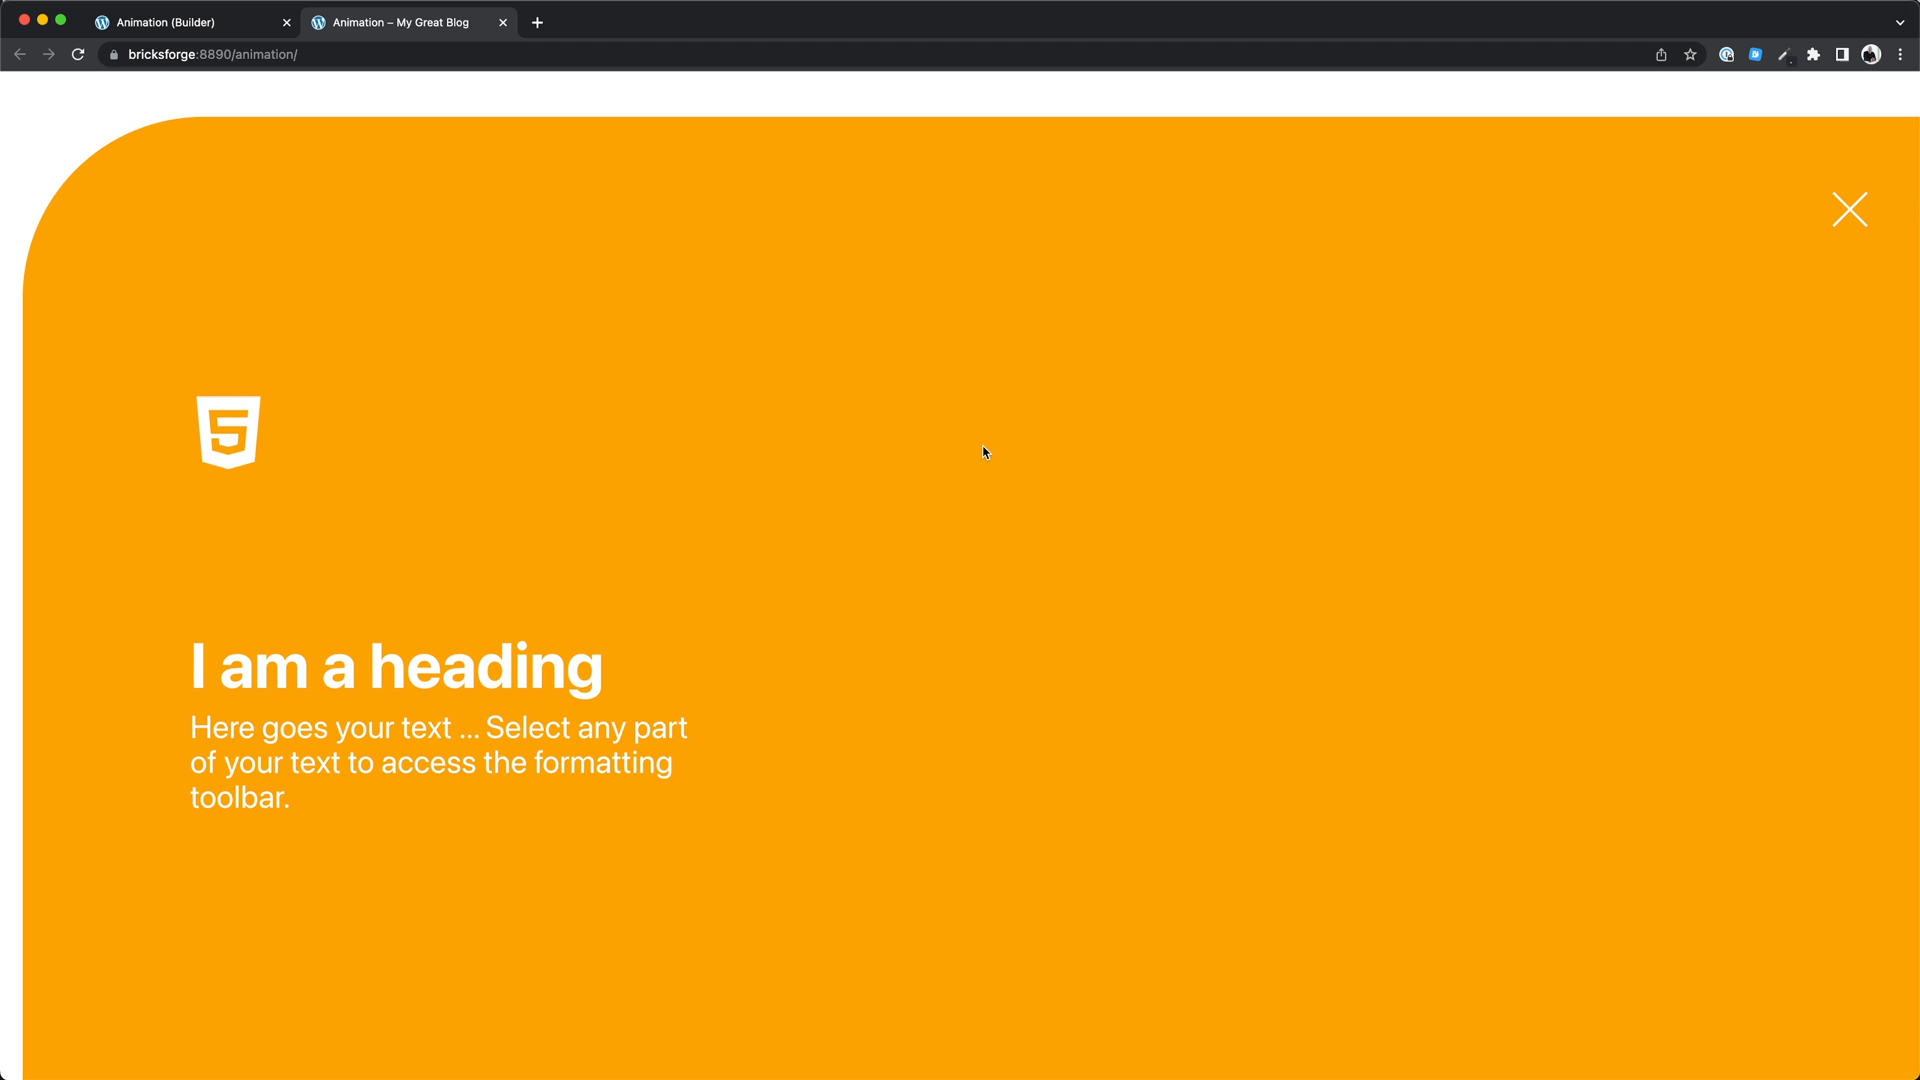 Animation (Builder)
Animation – My Great Blog
bricksforge:8890/animation/
5
I am a heading
Here goes your text ... Select any part
of your text to access the formatting
toolbar.